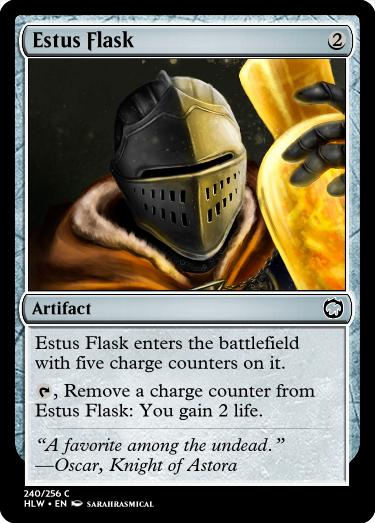 Estus Flask 2
Artifact
Estus Flask enters the battlefield
with five charge counters on it.
, Remove a charge counter from
Estus Flask: You gain 2 life.
“A favorite among the undead.”
—Oscar, Knight of Astora
240/256 C
HLW • EN SARAHRASMICAL